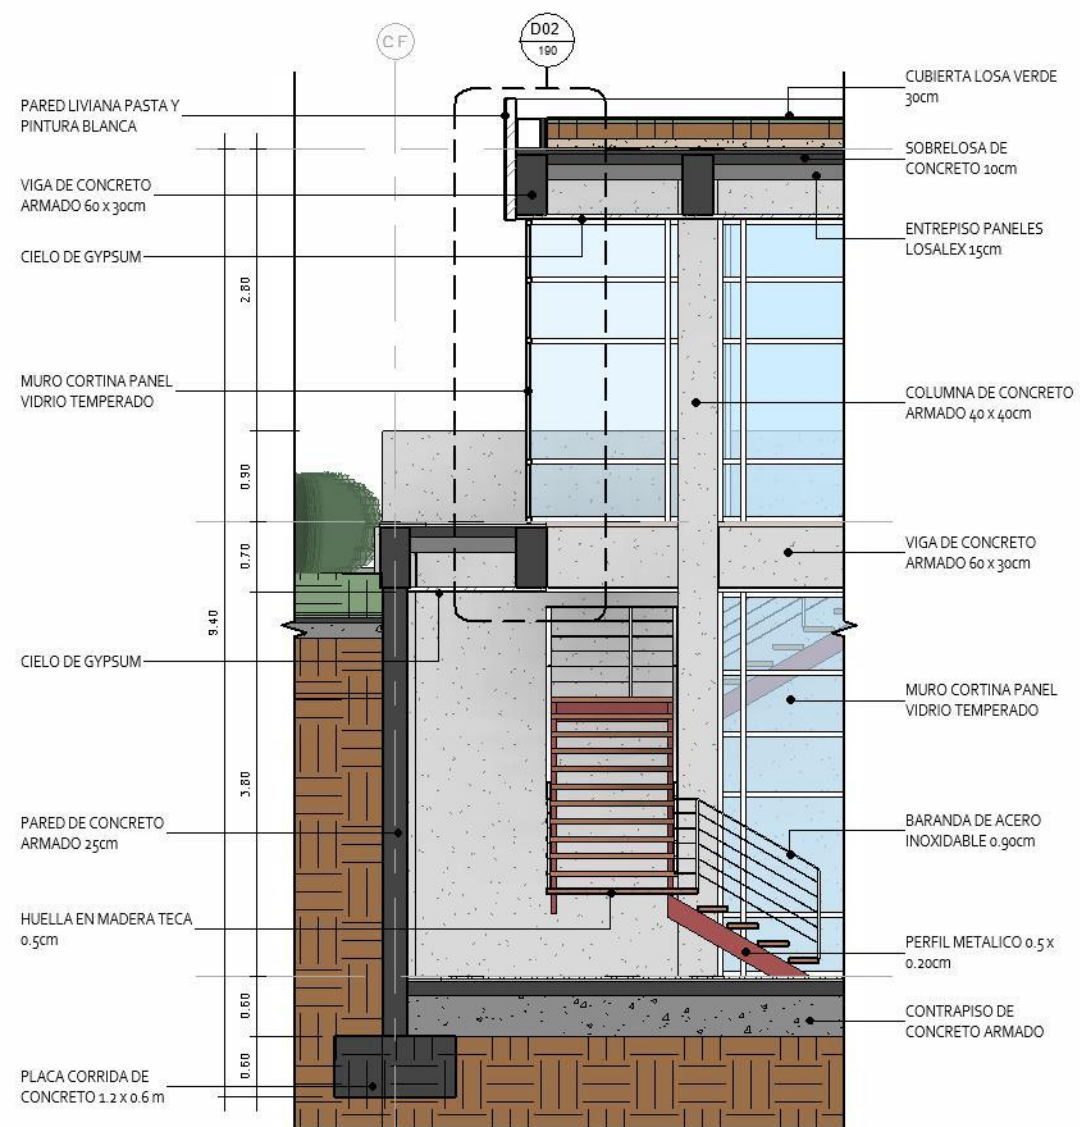 CF
D02
190
PARED LIVIANA PASTA Y
PINTURA BLANCA
VIGA DE CONCRETO
ARMADO 60 x 30cm
CIELO DE GYPSUM
MURO CORTINA PANEL
VIDRIO TEMPERADO
CIELO DE GYPSUM
PARED DE CONCRETO
ARMADO 25cm
HUELLA EN MADERA TECA
0.5cm
PLACA CORRIDA DE
CONCRETO 1.2 x 0.6 m
2.80
0.90
0.70
9.40
3.80
0.60
0.60
CUBIERTA LOSA VERDE
30cm
SOBRELOSA DE
CONCRETO 10cm
ENTREPISO PANELES
LOSALEX 15cm
COLUMNA DE CONCRETO
ARMADO 40 x 40cm
VIGA DE CONCRETO
ARMADO 60 x 30cm
MURO CORTINA PANEL
VIDRIO TEMPERADO
BARANDA DE ACERO
INOXIDABLE 0.90cm
PERFIL METALICO 0.5 x
0.20cm
CONTRAPISO DE
CONCRETO ARMADO